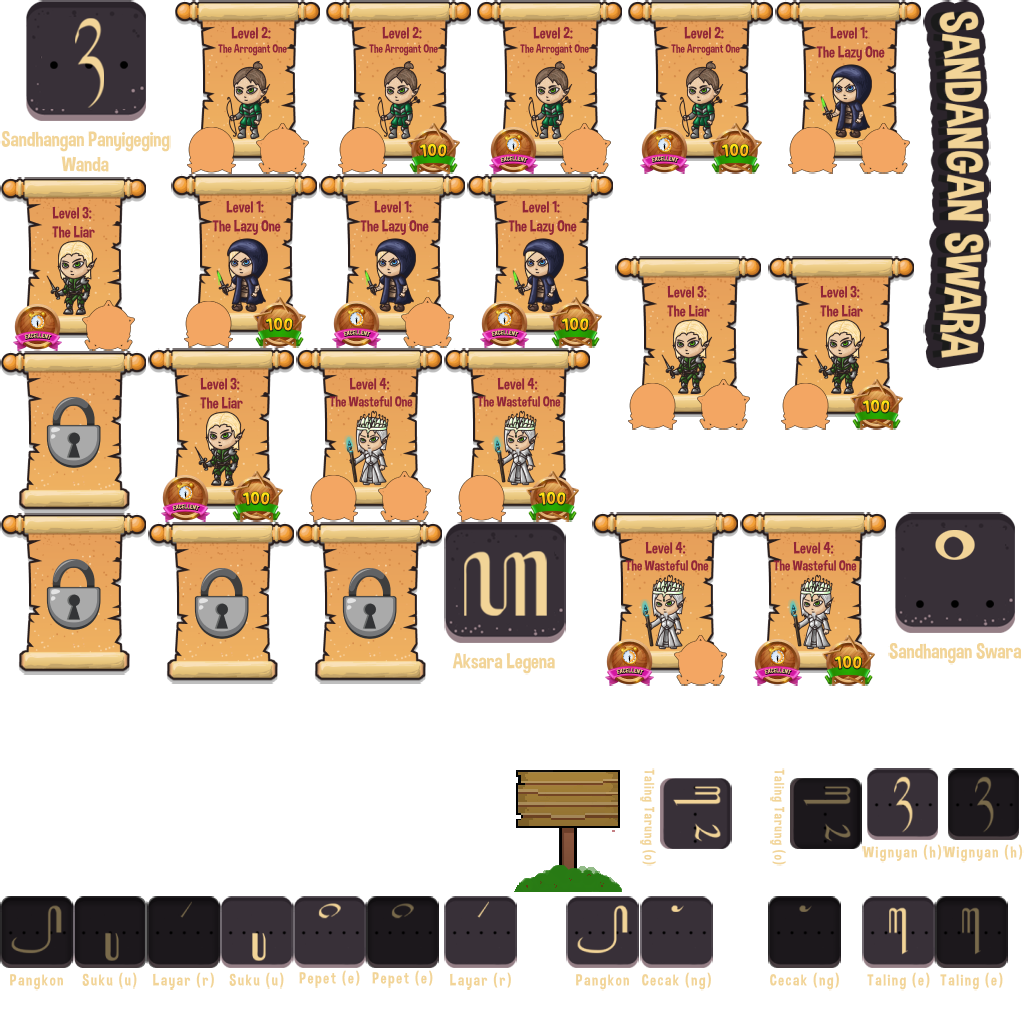 Sandhangan Panyigeging
Wanda
Level 2:
The Arrogant One
Level 2:
The Arrogant One
100
Level 2:
The Arrogant One
EXCELLENT
Level 2:
The Arrogant One
EXCELLENT
100
Level 1:
The Lazy One
SANDANGAN SWARA
Level 3:
The Liar
EXCELLENT
Level 1:
The Lazy One
100
Level 1:
The Lazy One
EXCELLENT
Level 1:
The Lazy One
EXCELLENT
100
Level 3:
The Liar
Level 3:
The Liar
100
Level 3:
The Liar
EXCELLENT
100
Level 4:
The Wasteful One
Level 4:
The Wasteful One
100
Aksara Legena
Level 4:
The Wasteful One
EXCELLENT
Level 4:
The Wasteful One
EXCELLENT
100
Sandhangan Swara
Taling Tarung (o)
Taling Tarung (o)
Wignyan (h)
Wignyan (h)
Pangkon
Suku (u)
Layar (r)
Suku (u)
Pepet (e)
Pepet (e)
Layar (r)
Pangkon
Cecak (ng)
Cecak (ng)
Taling (e)
Taling (e)